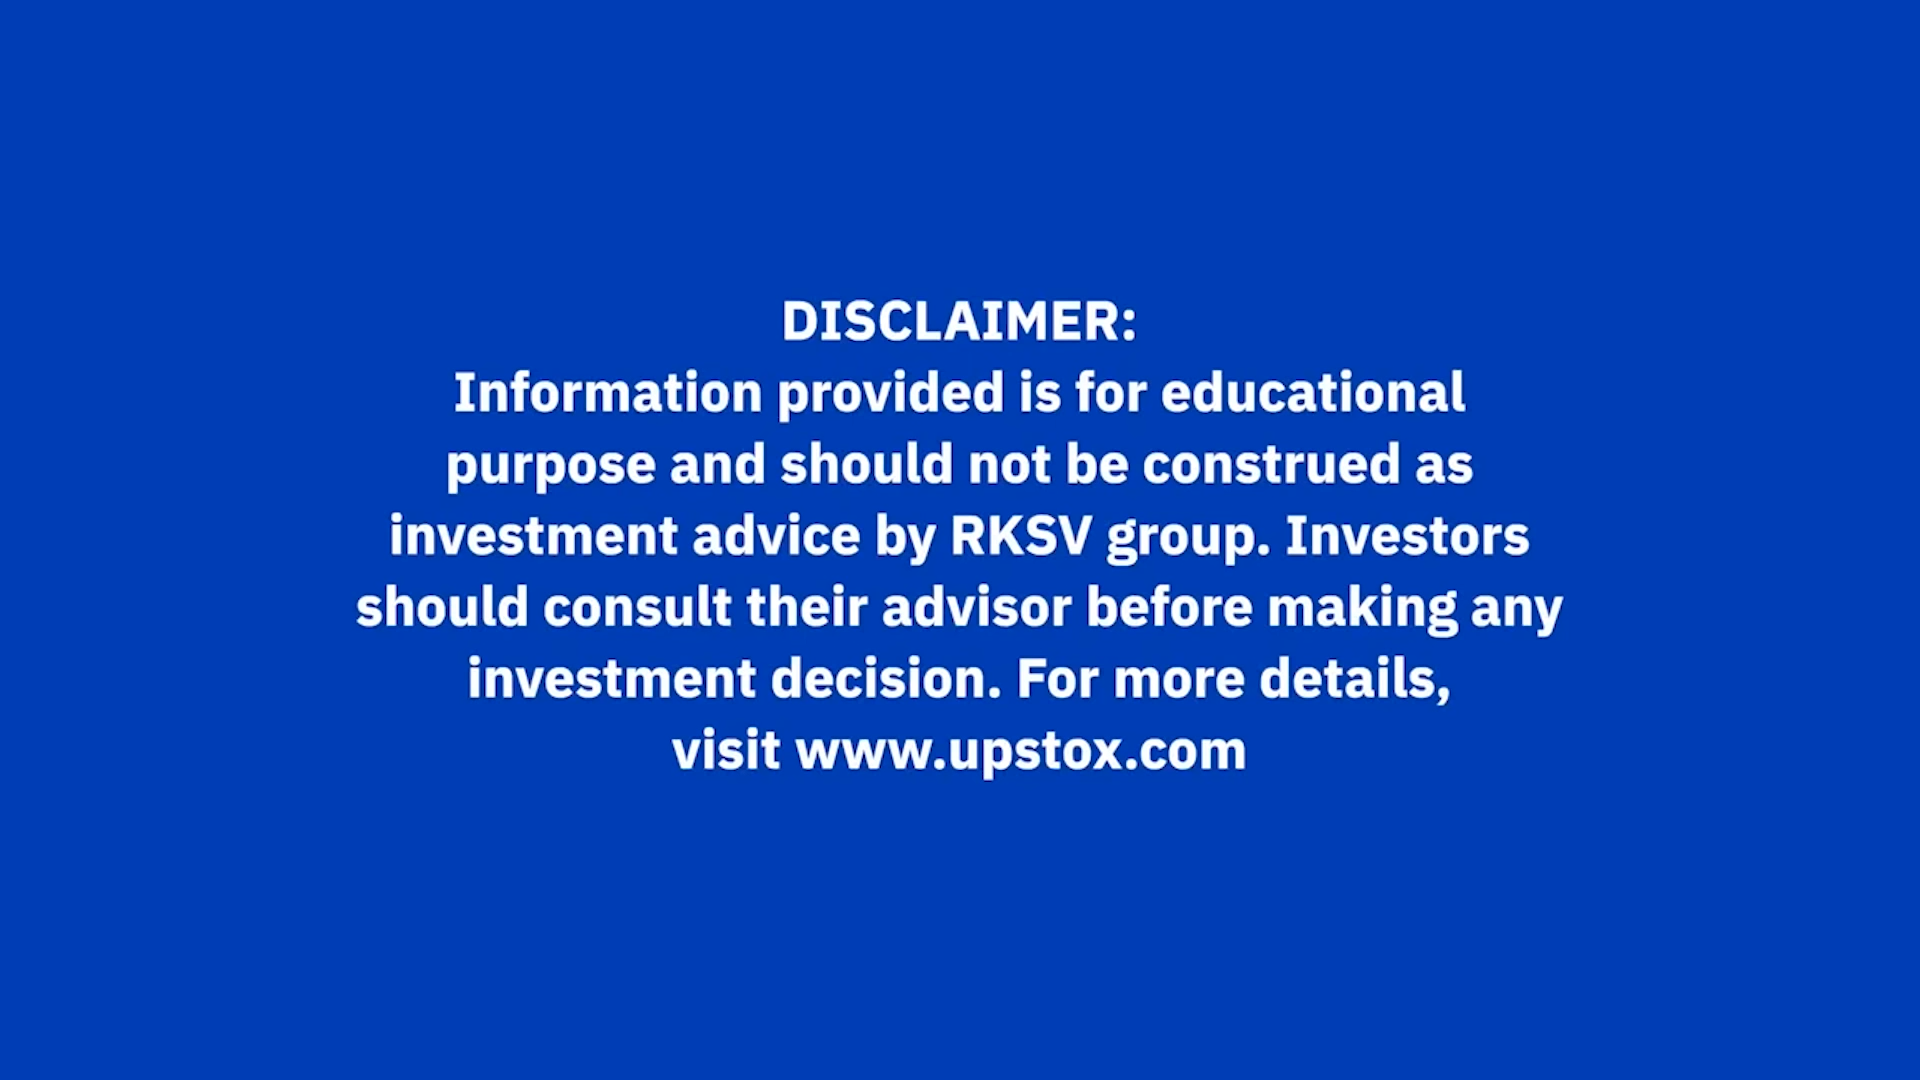 DISCLAIMER:
Information provided is for educational
purpose and should not be construed as
investment advice by RKSV group. Investors
should consult their advisor before making any
investment decision. For more details,
visit www.upstox.com